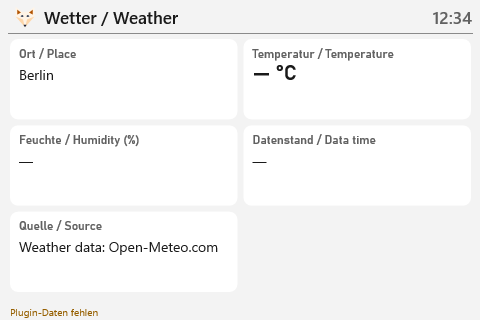 Wetter / Weather
12:34
Ort / Place
Berlin
Temperatur / Temperature
— °C
Feuchte / Humidity (%)
—
Datenstand / Data time
—
Quelle / Source
Weather data: Open-Meteo.com
Plugin-Daten fehlen